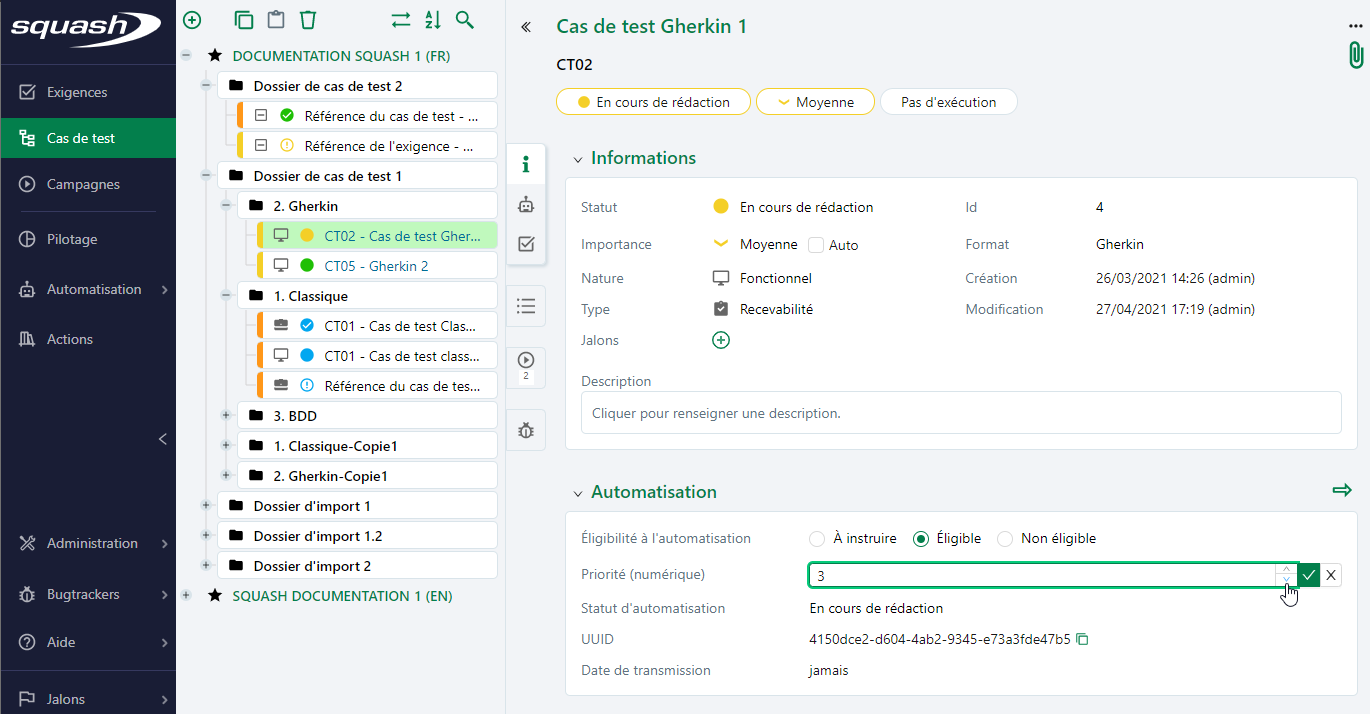 squash
Exigences
Cas de test
Campagnes
Pilotage
Automatisation
Actions
Administration
Bugtrackers
Aide
Jalons
DOCUMENTATION SQUASH 1 (FR)
Dossier de cas de test 2
Référence du cas de test - ...
Référence de l'exigence - ...
Dossier de cas de test 1
2. Gherkin
CT02 - Cas de test Gher...
CT05 - Gherkin 2
1. Classique
CT01 - Cas de test Clas...
CT01 - Cas de test class...
Référence du cas de tes...
3. BDD
1. Classique-Copie1
2. Gherkin-Copie1
Dossier d'import 1
Dossier d'import 1.2
Dossier d'import 2
SQUASH DOCUMENTATION 1 (EN)
2
Cas de test Gherkin 1
CT02
En cours de rédaction Moyenne Pas d'exécution
Informations
Statut En cours de rédaction Id 4
Importance Moyenne Auto Format Gherkin
Nature Fonctionnel Création 26/03/2021 14:26 (admin)
Type Recevabilité Modification 27/04/2021 17:19 (admin)
Jalons
Description
Cliquer pour renseigner une description.
Automatisation
Éligibilité à l'automatisation À instruire Éligible Non éligible
Priorité (numérique) 3
Statut d'automatisation En cours de rédaction
UUID 4150dce2-d604-4ab2-9345-e73a3fde47b5
Date de transmission jamais